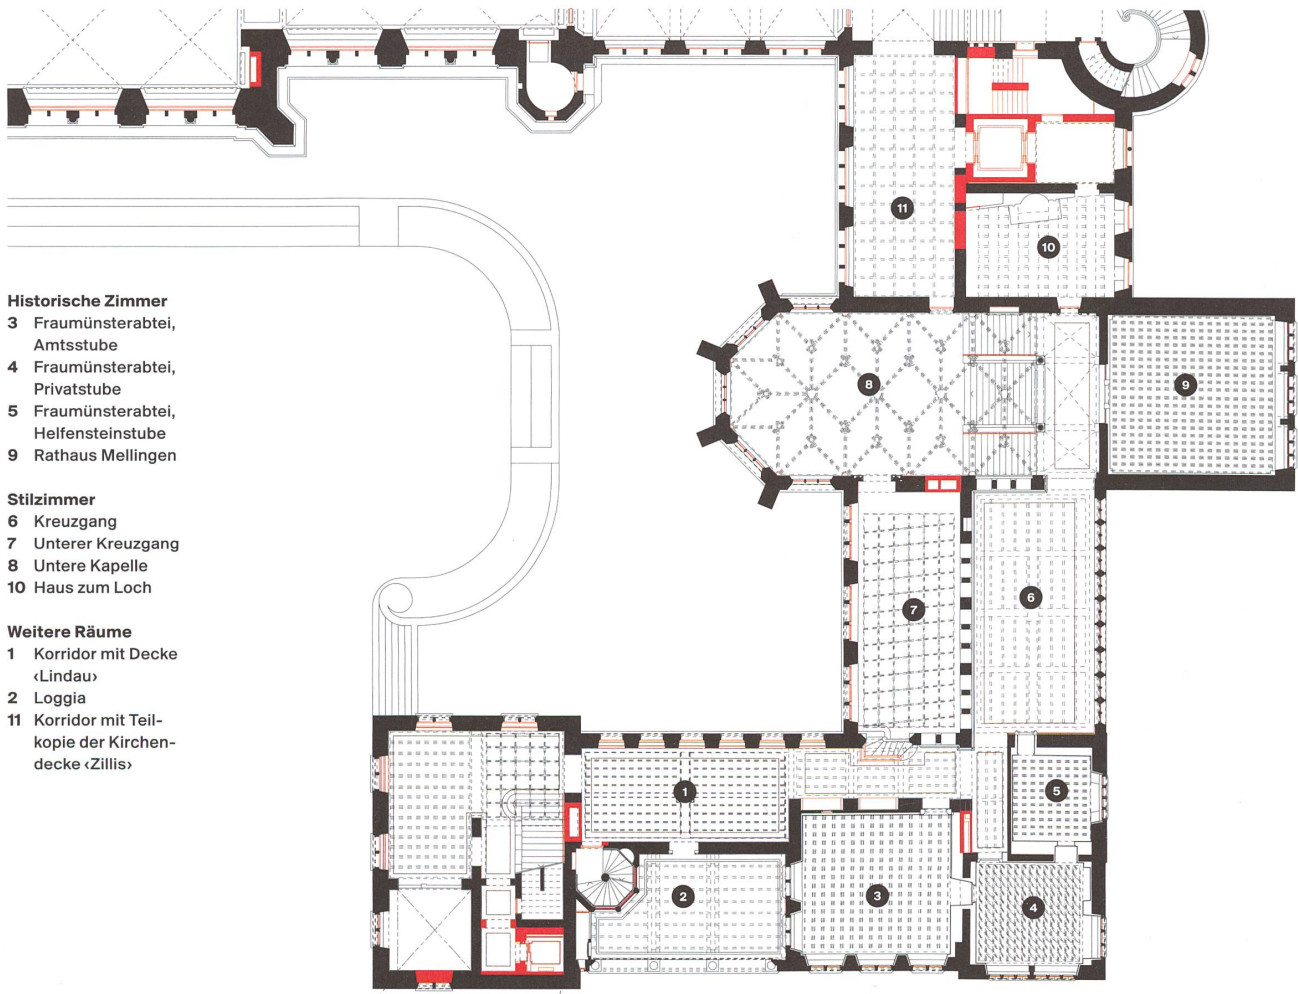 Historische Zimmer
3 Fraumünsterabtei,
Amtsstube
4 Fraumünsterabtei,
Privatstube
5 Fraumünsterabtei,
Helfensteinstube
9 Rathaus Mellingen
Stilzimmer
6 Kreuzgang
7 Unterer Kreuzgang
8 Untere Kapelle
10 Haus zum Loch
Weitere Räume
1 Korridor mit Decke
‹Lindau›
2 Loggia
11 Korridor mit Teil-
kopie der Kirchen-
decke ‹Zillis›
11
10
8
9
7
6
1
5
2
3
4